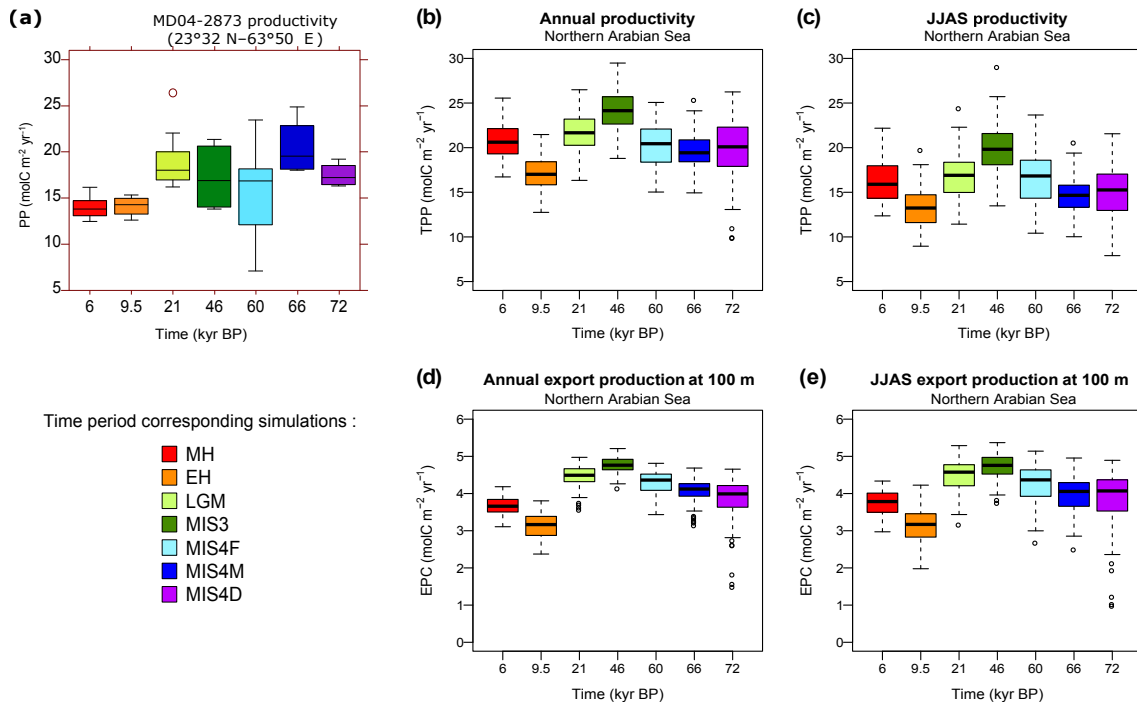 (a)
MD04-2873 productivity
(23°32 N–63°50 E)
PP (molC m⁻² yr⁻¹)
30
25
20
15
10
5
6 9.5 21 46 60 66 72
Time (kyr BP)
(b)
Annual productivity
Northern Arabian Sea
TPP (molC m⁻² yr⁻¹)
30
25
20
15
10
5
6 9.5 21 46 60 66 72
Time (kyr BP)
(c)
JJAS productivity
Northern Arabian Sea
TPP (molC m⁻² yr⁻¹)
30
25
20
15
10
5
6 9.5 21 46 60 66 72
Time (kyr BP)
Time period corresponding simulations :
MH
EH
LGM
MIS3
MIS4F
MIS4M
MIS4D
(d)
Annual export production at 100 m
Northern Arabian Sea
EPC (molC m⁻² yr⁻¹)
6
5
4
3
2
1
0
6 9.5 21 46 60 66 72
Time (kyr BP)
(e)
JJAS export production at 100 m
Northern Arabian Sea
EPC (molC m⁻² yr⁻¹)
6
5
4
3
2
1
0
6 9.5 21 46 60 66 72
Time (kyr BP)